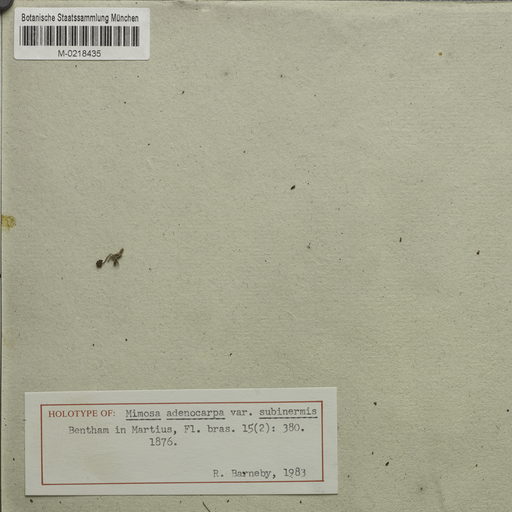 Botanische Staatssammlung München
M-0218435
HOLOTYPE OF: Mimosa adenocarpa var. subinermis
Bentham in Martius, Fl. bras. 15(2): 380.
1876.
R. Barneby, 1983